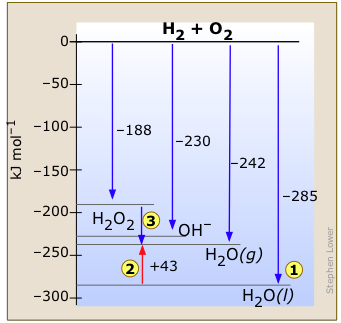 H2 + O2
0
−50
−100
−150
−200
−250
−300
kJ mol−1
−188
−230
−242
−285
H2O2
3
OH−
H2O(g)
2
+43
1
H2O(l)
Stephen Lower